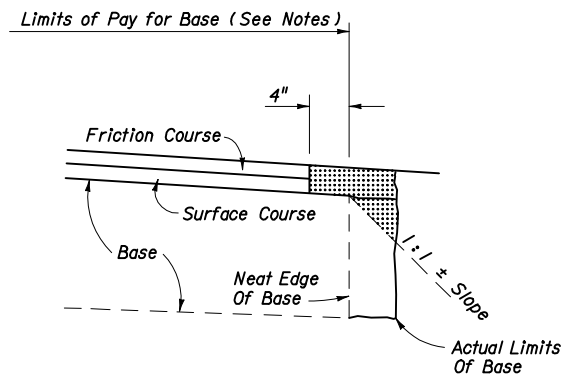 Limits of Pay for Base (See Notes)
4"
Friction Course
Surface Course
Base
1:1 ± Slope
Neat Edge
Of Base
Actual Limits
Of Base